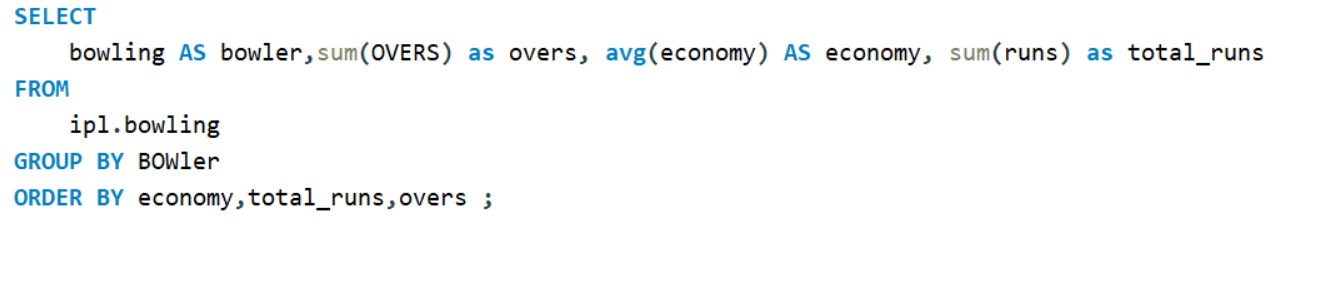 SELECT
bowling AS bowler,sum(OVERS) as overs, avg(economy) AS economy, sum(runs) as total_runs
FROM
ipl.bowling
GROUP BY BOWler
ORDER BY economy,total_runs,overs ;